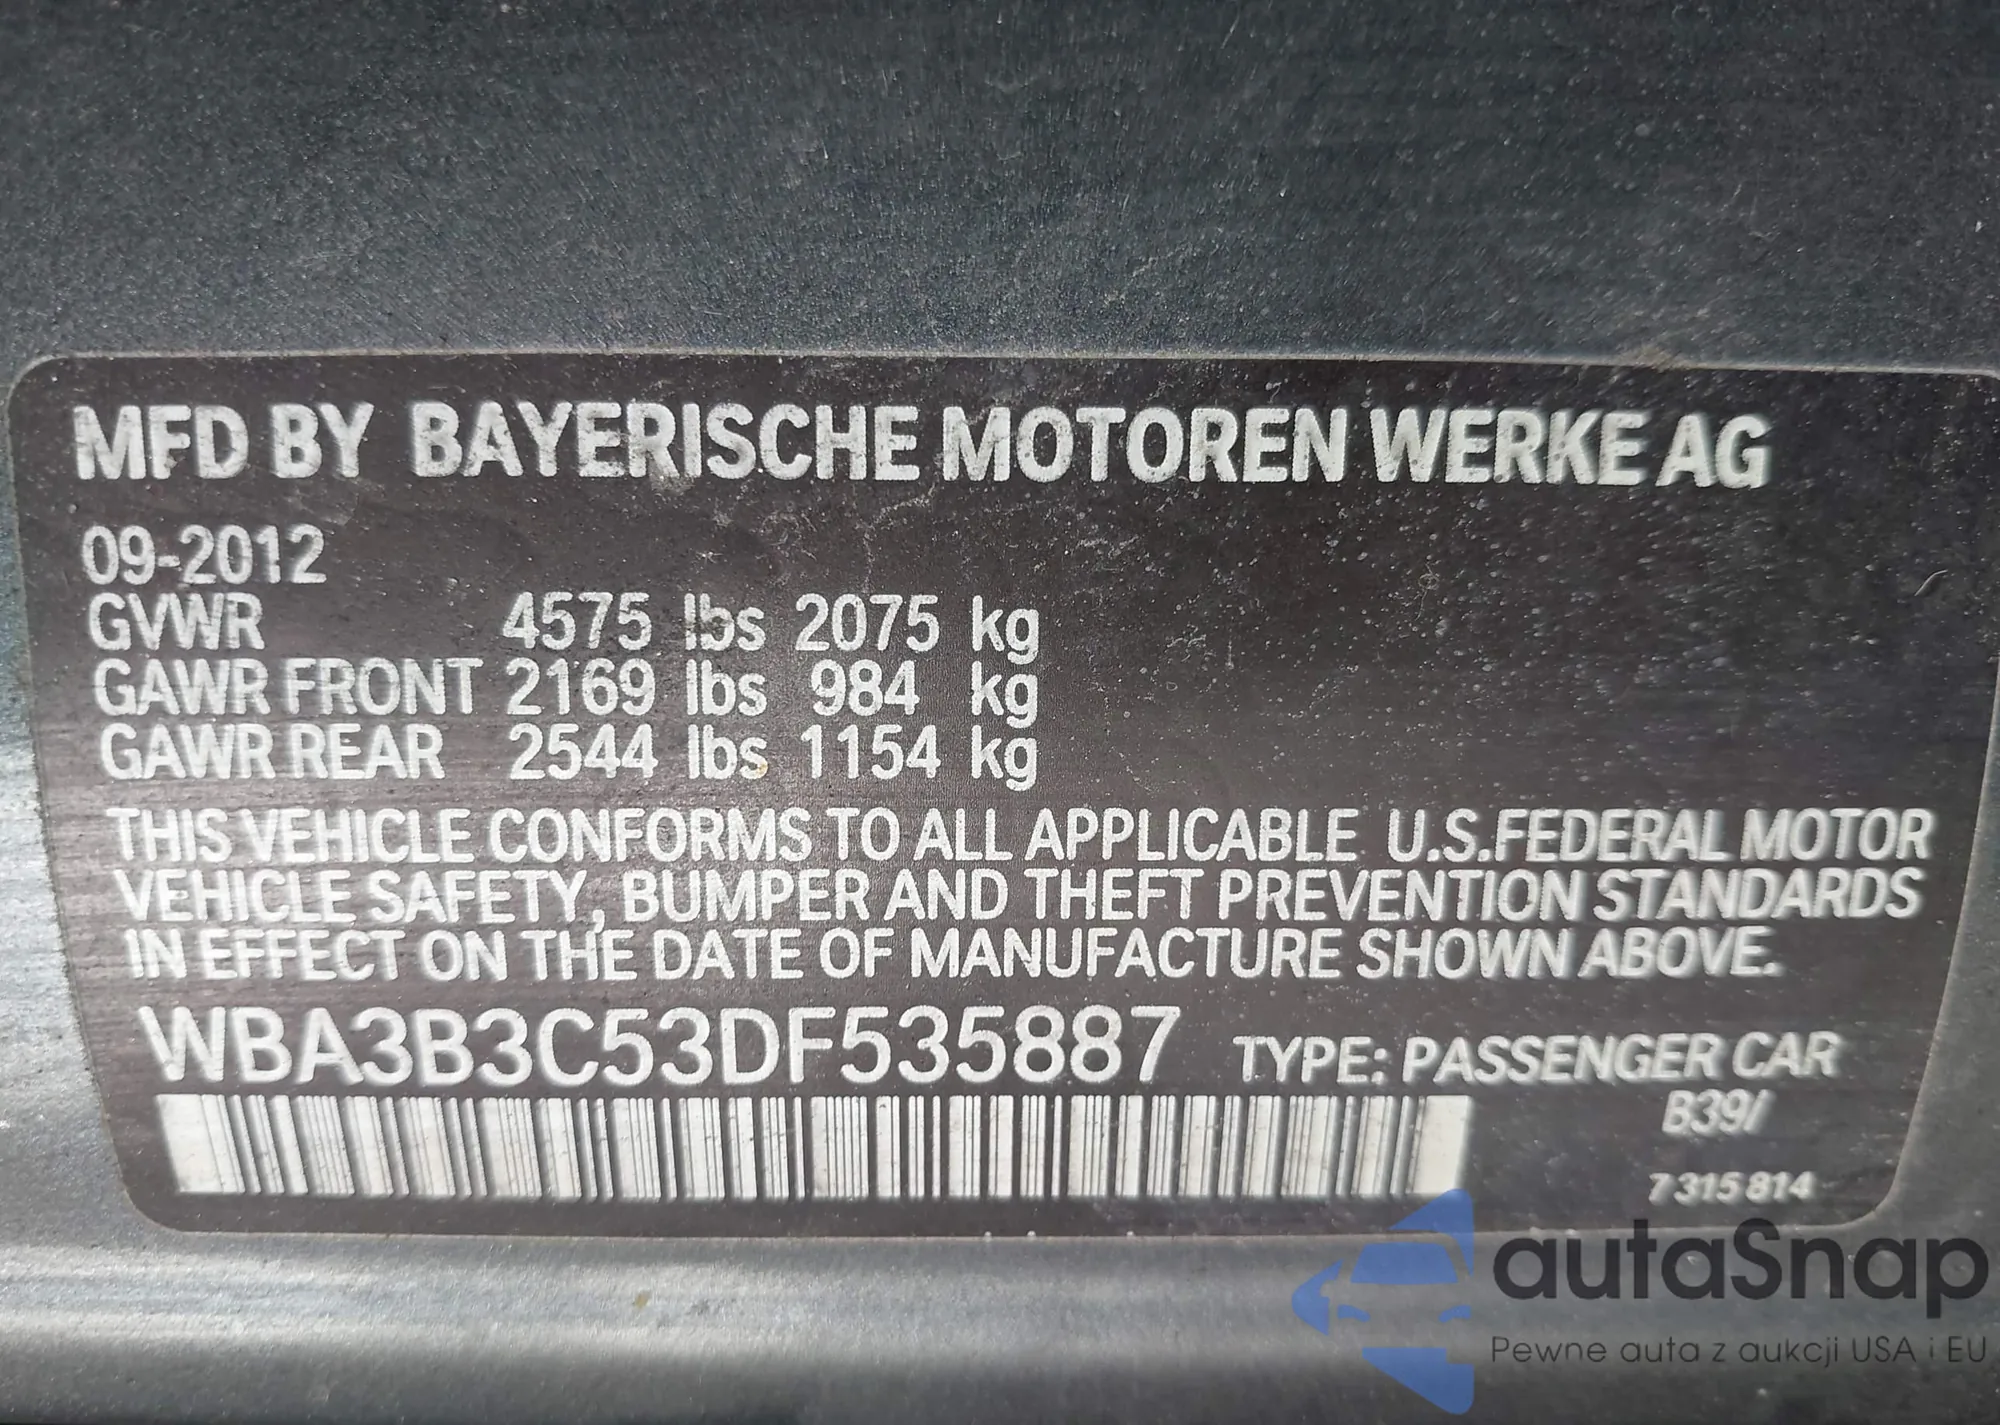 MFD BY BAYERISCHE MOTOREN WERKE AG
09-2012
GVWR 4575 lbs 2075 kg
GAWR FRONT 2169 lbs 984 kg
GAWR REAR 2544 lbs 1154 kg
THIS VEHICLE CONFORMS TO ALL APPLICABLE U.S.FEDERAL MOTOR
VEHICLE SAFETY, BUMPER AND THEFT PREVENTION STANDARDS
IN EFFECT ON THE DATE OF MANUFACTURE SHOWN ABOVE.
WBA3B3C53DF535887 TYPE: PASSENGER CAR
B39/
7 315 814
autaSnap
Pewne auta z aukcji USA i EU